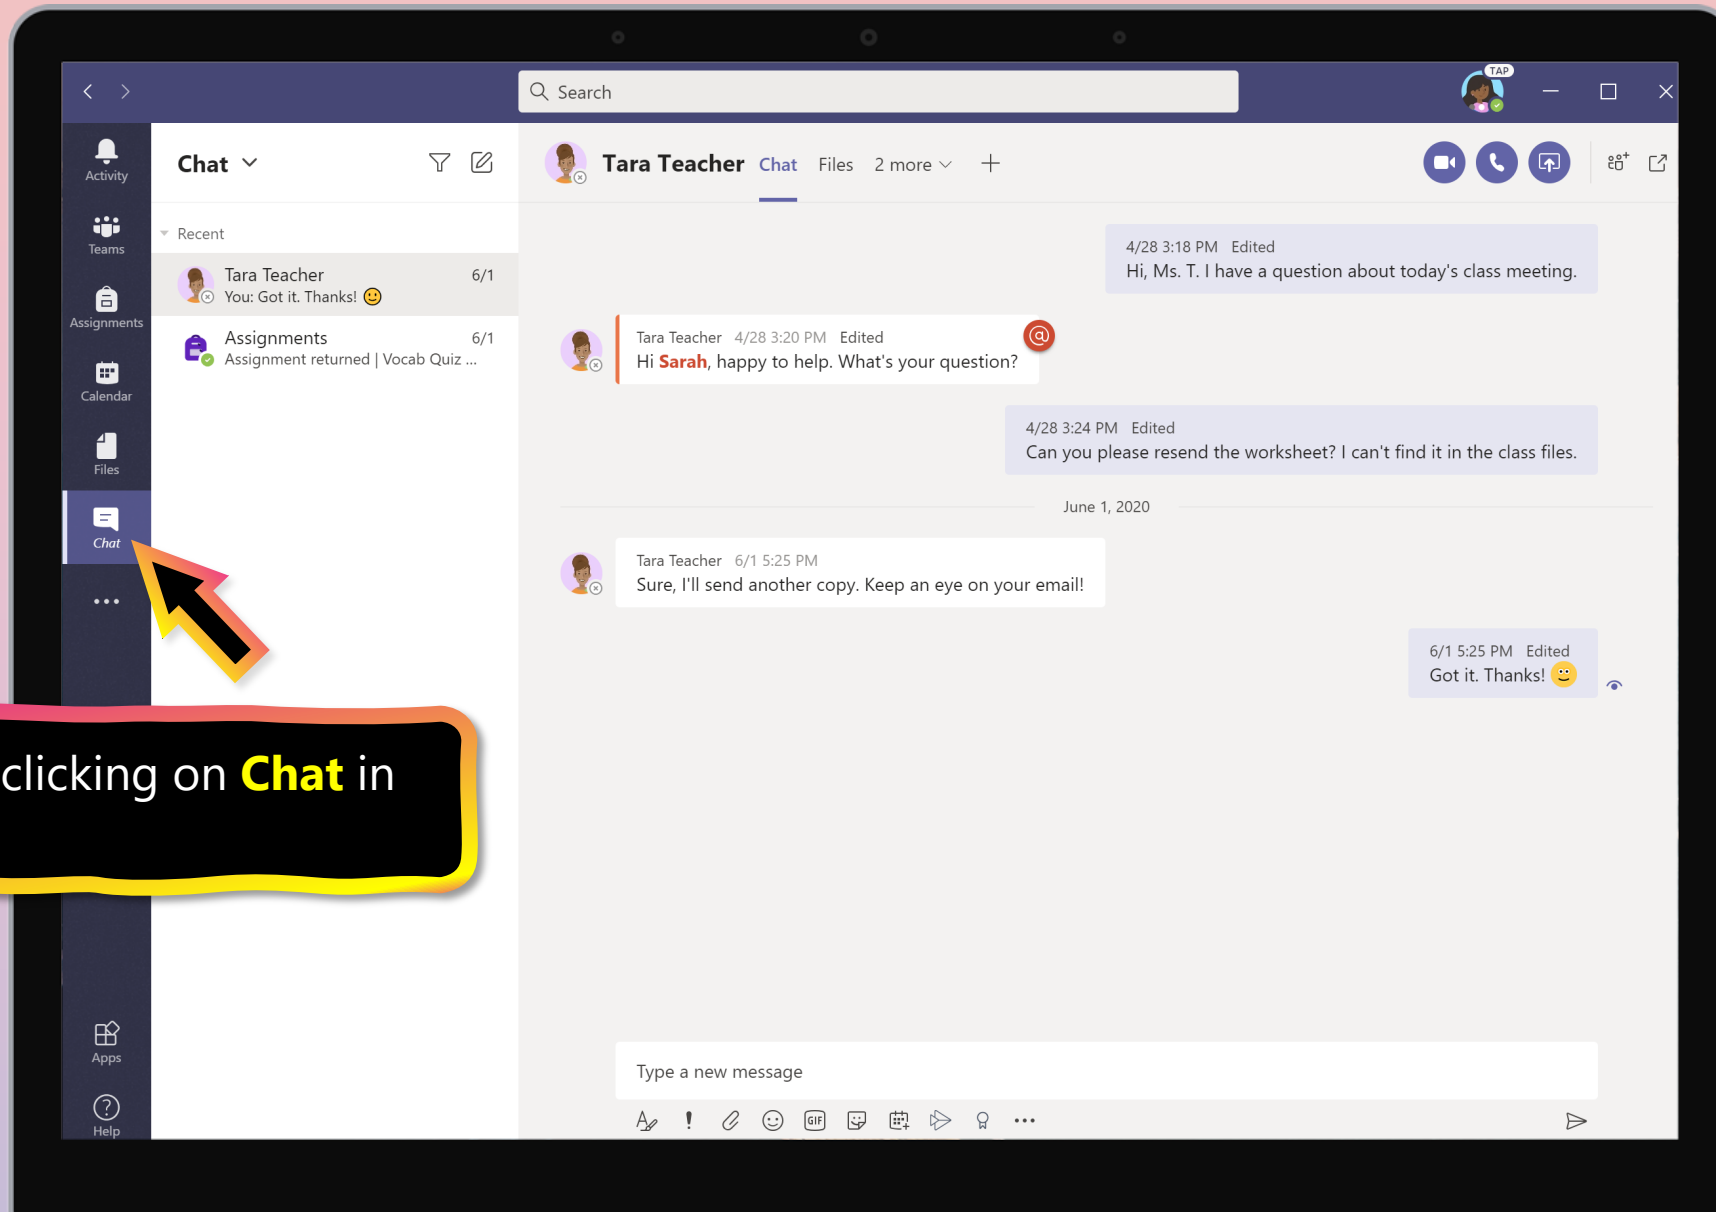 Search
TAP
Activity
Teams
Assignments
Calendar
Files
Chat
Apps
Help
Chat
Recent
Tara Teacher 6/1
You: Got it. Thanks! 🙂
Assignments 6/1
Assignment returned | Vocab Quiz ...
Tara Teacher Chat Files 2 more
4/28 3:18 PM Edited
Hi, Ms. T. I have a question about today's class meeting.
Tara Teacher 4/28 3:20 PM Edited
@
Hi Sarah, happy to help. What's your question?
4/28 3:24 PM Edited
Can you please resend the worksheet? I can't find it in the class files.
June 1, 2020
Tara Teacher 6/1 5:25 PM
Sure, I'll send another copy. Keep an eye on your email!
6/1 5:25 PM Edited
Got it. Thanks! 🙂
clicking on Chat in
Type a new message
GIF